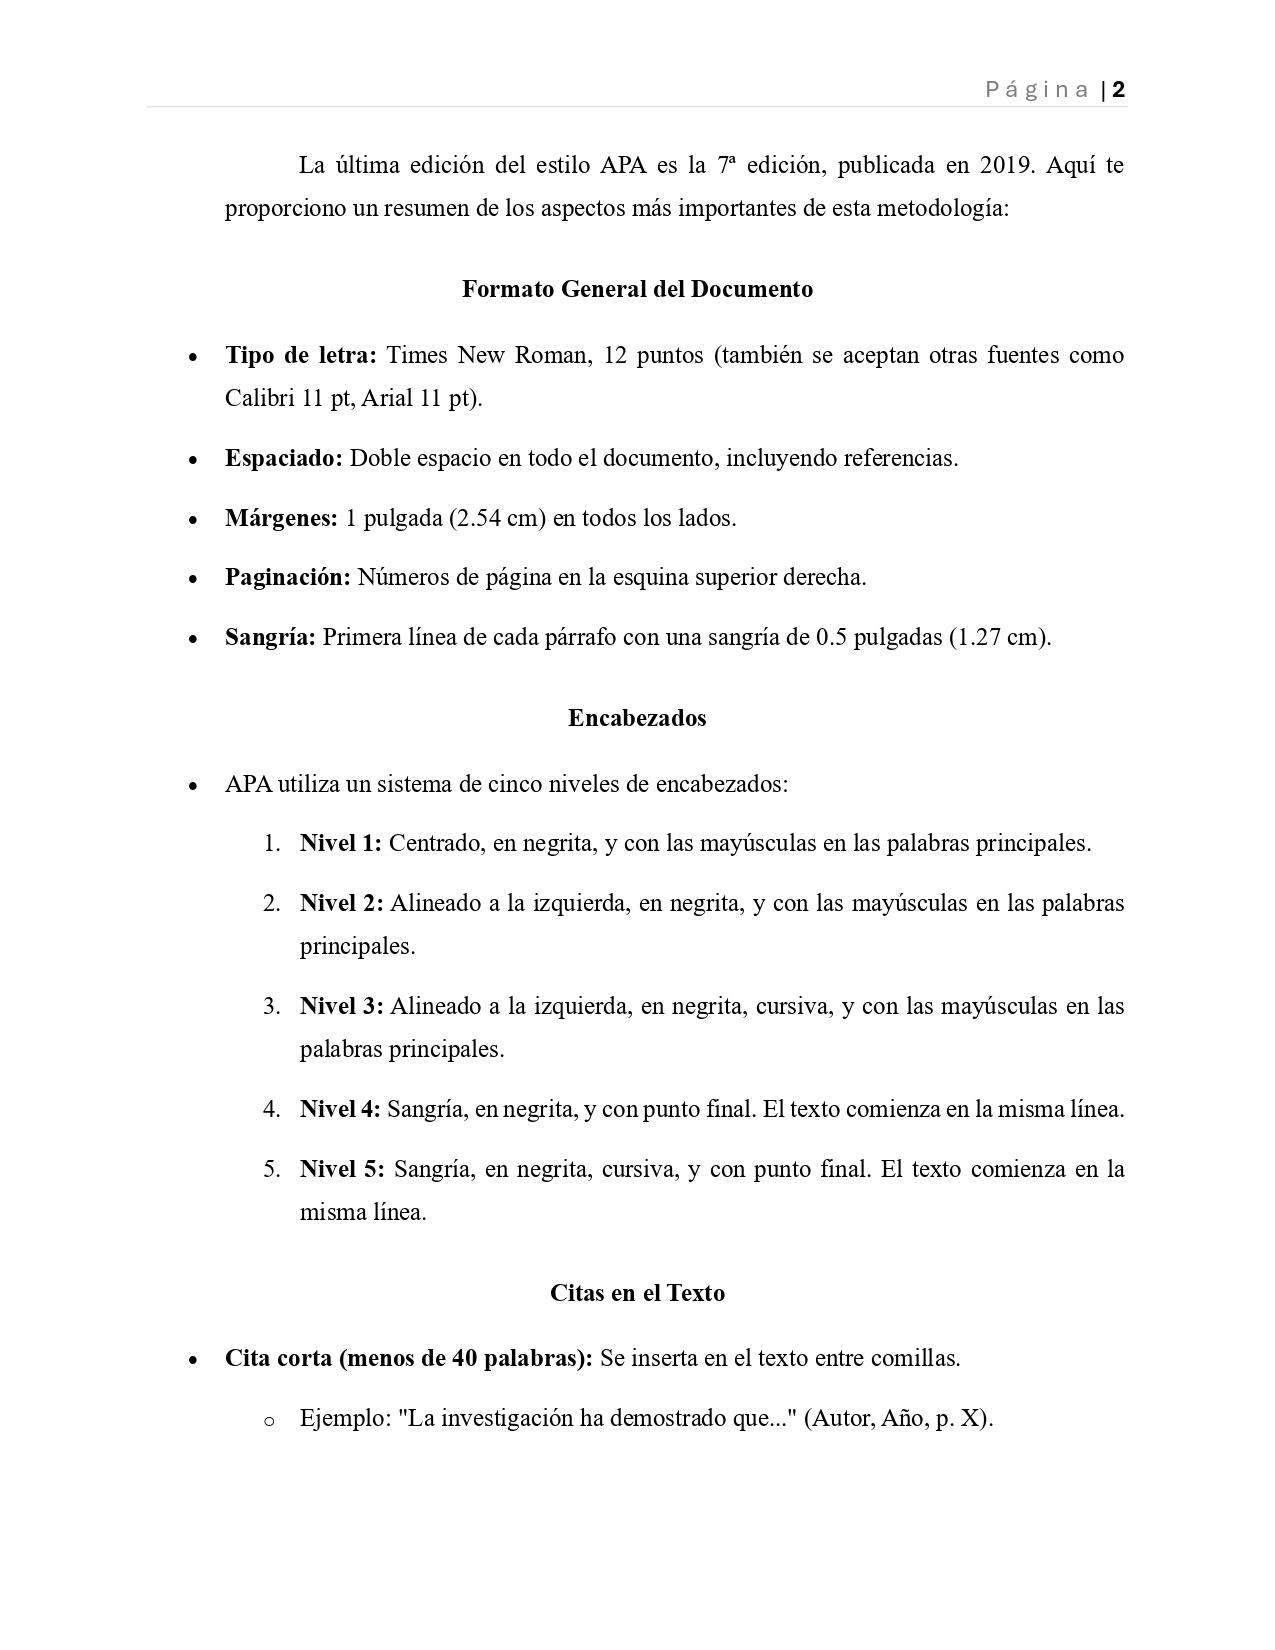 Página | 2
La última edición del estilo APA es la 7ª edición, publicada en 2019. Aquí te
proporciono un resumen de los aspectos más importantes de esta metodología:
Formato General del Documento
• Tipo de letra: Times New Roman, 12 puntos (también se aceptan otras fuentes como
Calibri 11 pt, Arial 11 pt).
• Espaciado: Doble espacio en todo el documento, incluyendo referencias.
• Márgenes: 1 pulgada (2.54 cm) en todos los lados.
• Paginación: Números de página en la esquina superior derecha.
• Sangría: Primera línea de cada párrafo con una sangría de 0.5 pulgadas (1.27 cm).
Encabezados
• APA utiliza un sistema de cinco niveles de encabezados:
1. Nivel 1: Centrado, en negrita, y con las mayúsculas en las palabras principales.
2. Nivel 2: Alineado a la izquierda, en negrita, y con las mayúsculas en las palabras
principales.
3. Nivel 3: Alineado a la izquierda, en negrita, cursiva, y con las mayúsculas en las
palabras principales.
4. Nivel 4: Sangría, en negrita, y con punto final. El texto comienza en la misma línea.
5. Nivel 5: Sangría, en negrita, cursiva, y con punto final. El texto comienza en la
misma línea.
Citas en el Texto
• Cita corta (menos de 40 palabras): Se inserta en el texto entre comillas.
o Ejemplo: "La investigación ha demostrado que..." (Autor, Año, p. X).